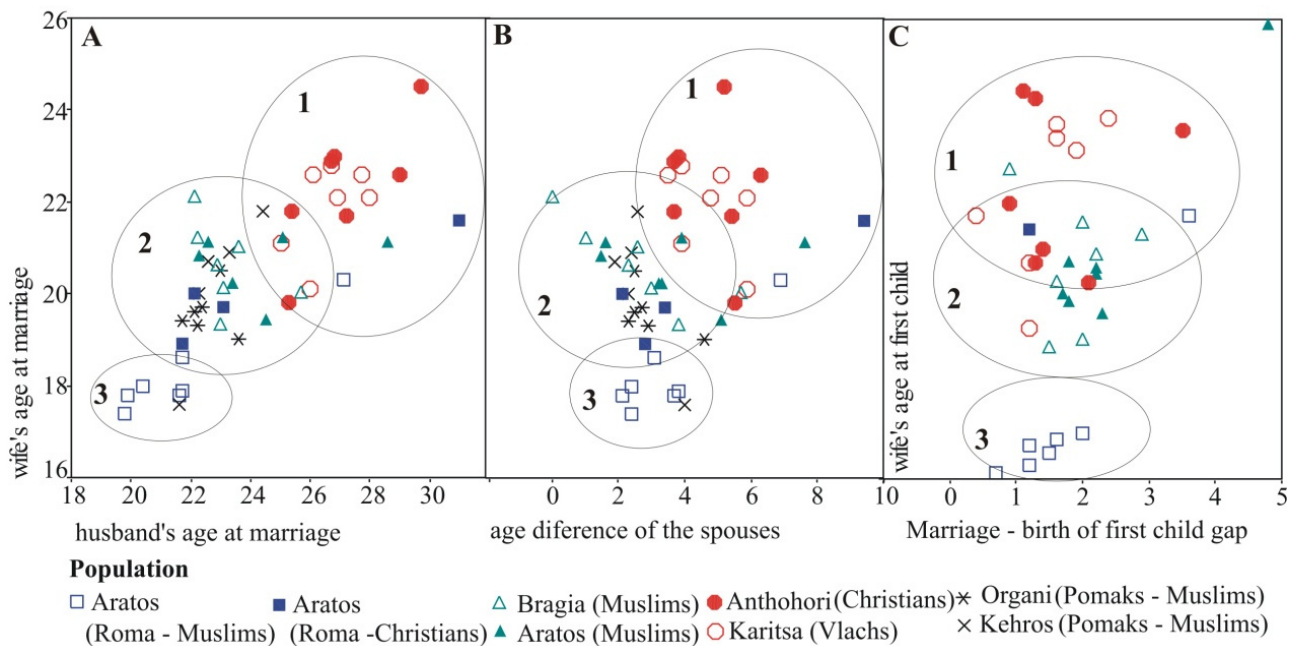 26
24
22
20
18
16
wife's age at marriage
A
1
2
3
18 20 22 24 26 28 30
husband's age at marriage
B
1
2
3
0 2 4 6 8 10
age diference of the spouses
C
1
2
3
wife's age at first child
0 1 2 3 4 5
Marriage - birth of first child gap
Population
Aratos
(Roma - Muslims)
Aratos
(Roma -Christians)
Bragia (Muslims)
Aratos (Muslims)
Anthohori (Christians)
Karitsa (Vlachs)
Organi (Pomaks - Muslims)
Kehros (Pomaks - Muslims)